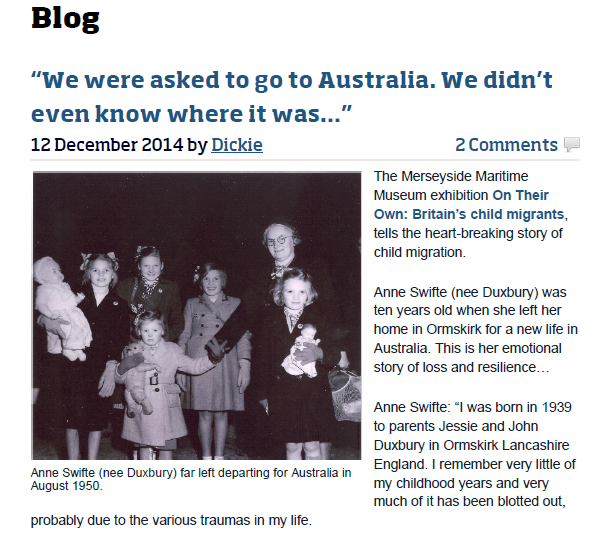 Blog
“We were asked to go to Australia. We didn’t
even know where it was…”
12 December 2014 by Dickie
2 Comments
The Merseyside Maritime
Museum exhibition On Their
Own: Britain’s child migrants,
tells the heart-breaking story of
child migration.
Anne Swifte (nee Duxbury) was
ten years old when she left her
home in Ormskirk for a new life in
Australia. This is her emotional
story of loss and resilience…
Anne Swifte: “I was born in 1939
to parents Jessie and John
Duxbury in Ormskirk Lancashire
England. I remember very little of
my childhood years and very
much of it has been blotted out,
probably due to the various traumas in my life.
Anne Swifte (nee Duxbury) far left departing for Australia in
August 1950.